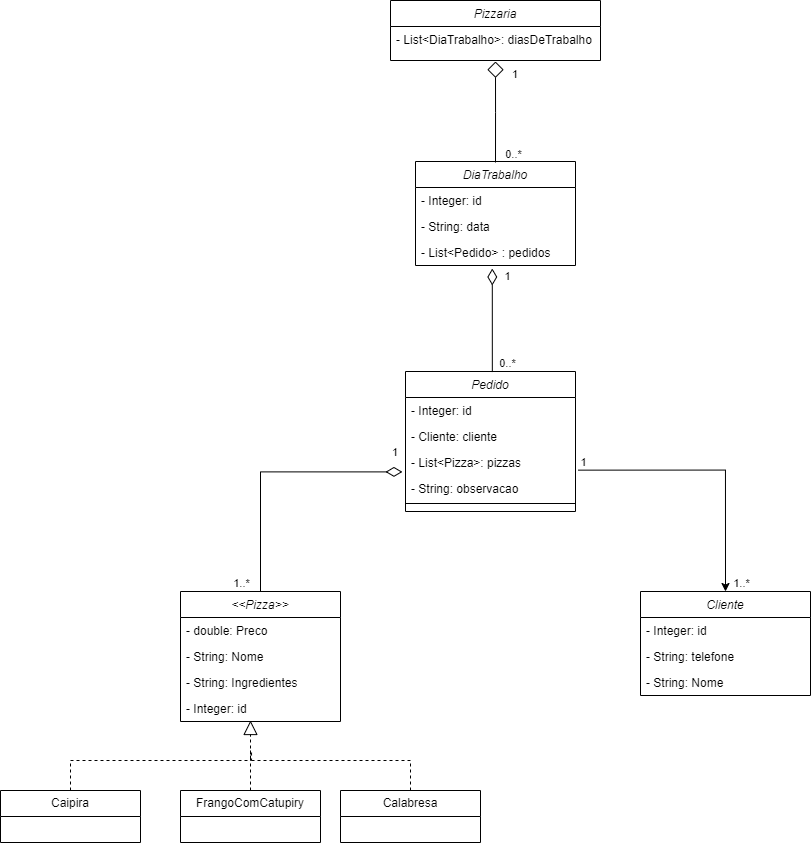 Pizzaria
- List<DiaTrabalho>: diasDeTrabalho
1
0..*
DiaTrabalho
- Integer: id
- String: data
- List<Pedido> : pedidos
1
0..*
Pedido
- Integer: id
- Cliente: cliente
- List<Pizza>: pizzas
- String: observacao
1
1
1..*
1..*
<<Pizza>>
- double: Preco
- String: Nome
- String: Ingredientes
- Integer: id
Cliente
- Integer: id
- String: telefone
- String: Nome
Caipira
FrangoComCatupiry
Calabresa